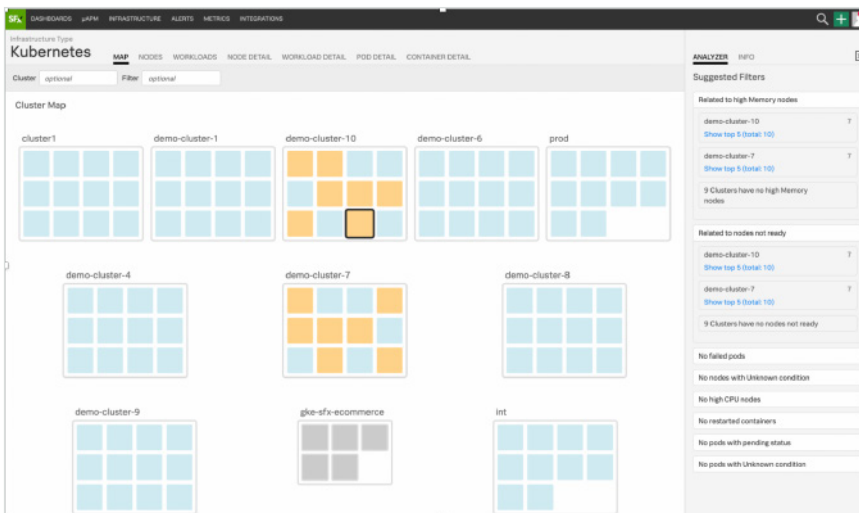 SFx DASHBOARDS µAPM INFRASTRUCTURE ALERTS METRICS INTEGRATIONS
Infrastructure Type
Kubernetes
MAP NODES WORKLOADS NODE DETAIL WORKLOAD DETAIL POD DETAIL CONTAINER DETAIL
Cluster optional Filter optional
Cluster Map
cluster1 demo-cluster-1 demo-cluster-10 demo-cluster-6 prod
demo-cluster-4 demo-cluster-7 demo-cluster-8
demo-cluster-9 gke-sfx-ecommerce int
ANALYZER INFO
Suggested Filters
Related to high Memory nodes
demo-cluster-10 7
Show top 5 (total: 10)
demo-cluster-7 7
Show top 5 (total: 10)
9 Clusters have no high Memory
nodes
Related to nodes not ready
demo-cluster-10 7
Show top 5 (total: 10)
demo-cluster-7 7
Show top 5 (total: 10)
9 Clusters have no nodes not ready
No failed pods
No nodes with Unknown condition
No high CPU nodes
No restarted containers
No pods with pending status
No pods with Unknown condition